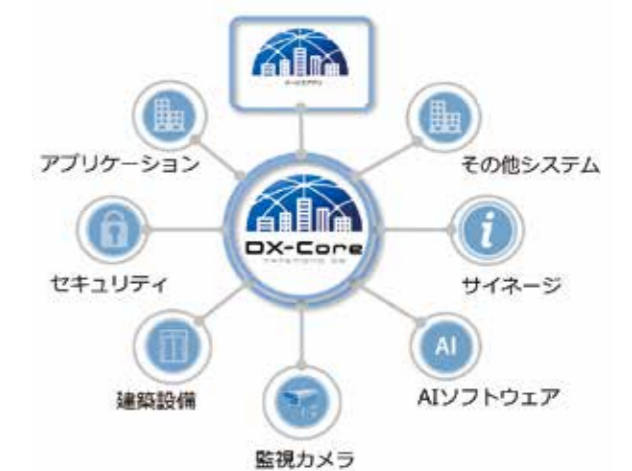 アプリケーション
その他システム
DX-Core
セキュリティ
i
サイネージ
AI
建築設備
AIソフトウェア
監視カメラ